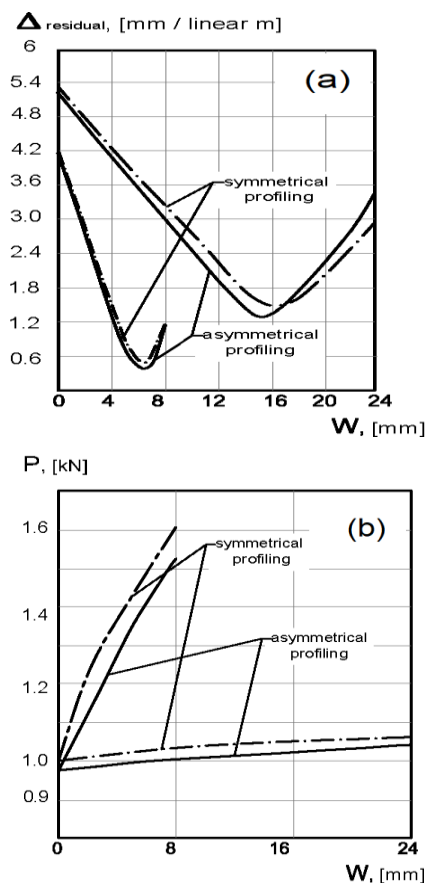 Δ residual, [mm / linear m]
6
(a)
5.4
4.8
4.2
3.6
symmetrical
profiling
3.0
2.4
1.8
1.2
asymmetrical
profiling
0.6
0 4 8 12 16 20 24
W, [mm]
P, [kN]
1.6
(b)
symmetrical
profiling
1.4
asymmetrical
profiling
1.2
1.0
0.9
0 8 16 24
W, [mm]